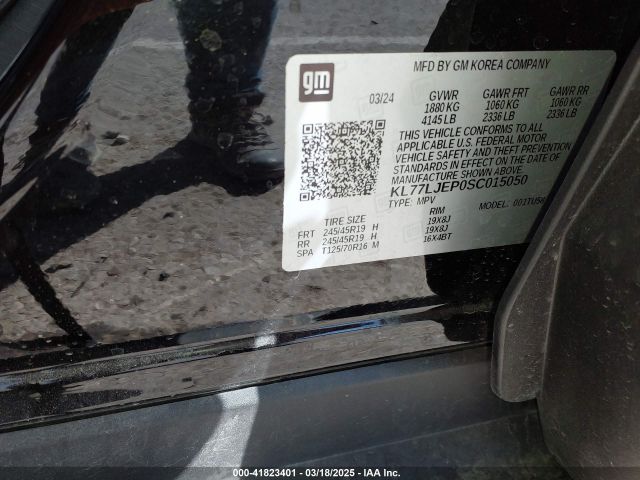 gm
MFD BY GM KOREA COMPANY
03/24 GVWR GAWR FRT GAWR RR
1880 KG 1060 KG 1060 KG
4145 LB 2336 LB 2336 LB
THIS VEHICLE CONFORMS TO ALL
APPLICABLE U.S. FEDERAL MOTOR
VEHICLE SAFETY AND THEFT PREVENTION
STANDARDS IN EFFECT ON THE DATE OF
MANUFACTURE SHOWN ABOVE.
KL77LJEP0SC015050
TYPE: MPV MODEL:
TIRE SIZE RIM
FRT 245/45R19 H 19X8J
RR 245/45R19 H 19X8J
SPA T125/70R16 M 16X4BT
000-41823401 - 03/18/2025 - IAA Inc.